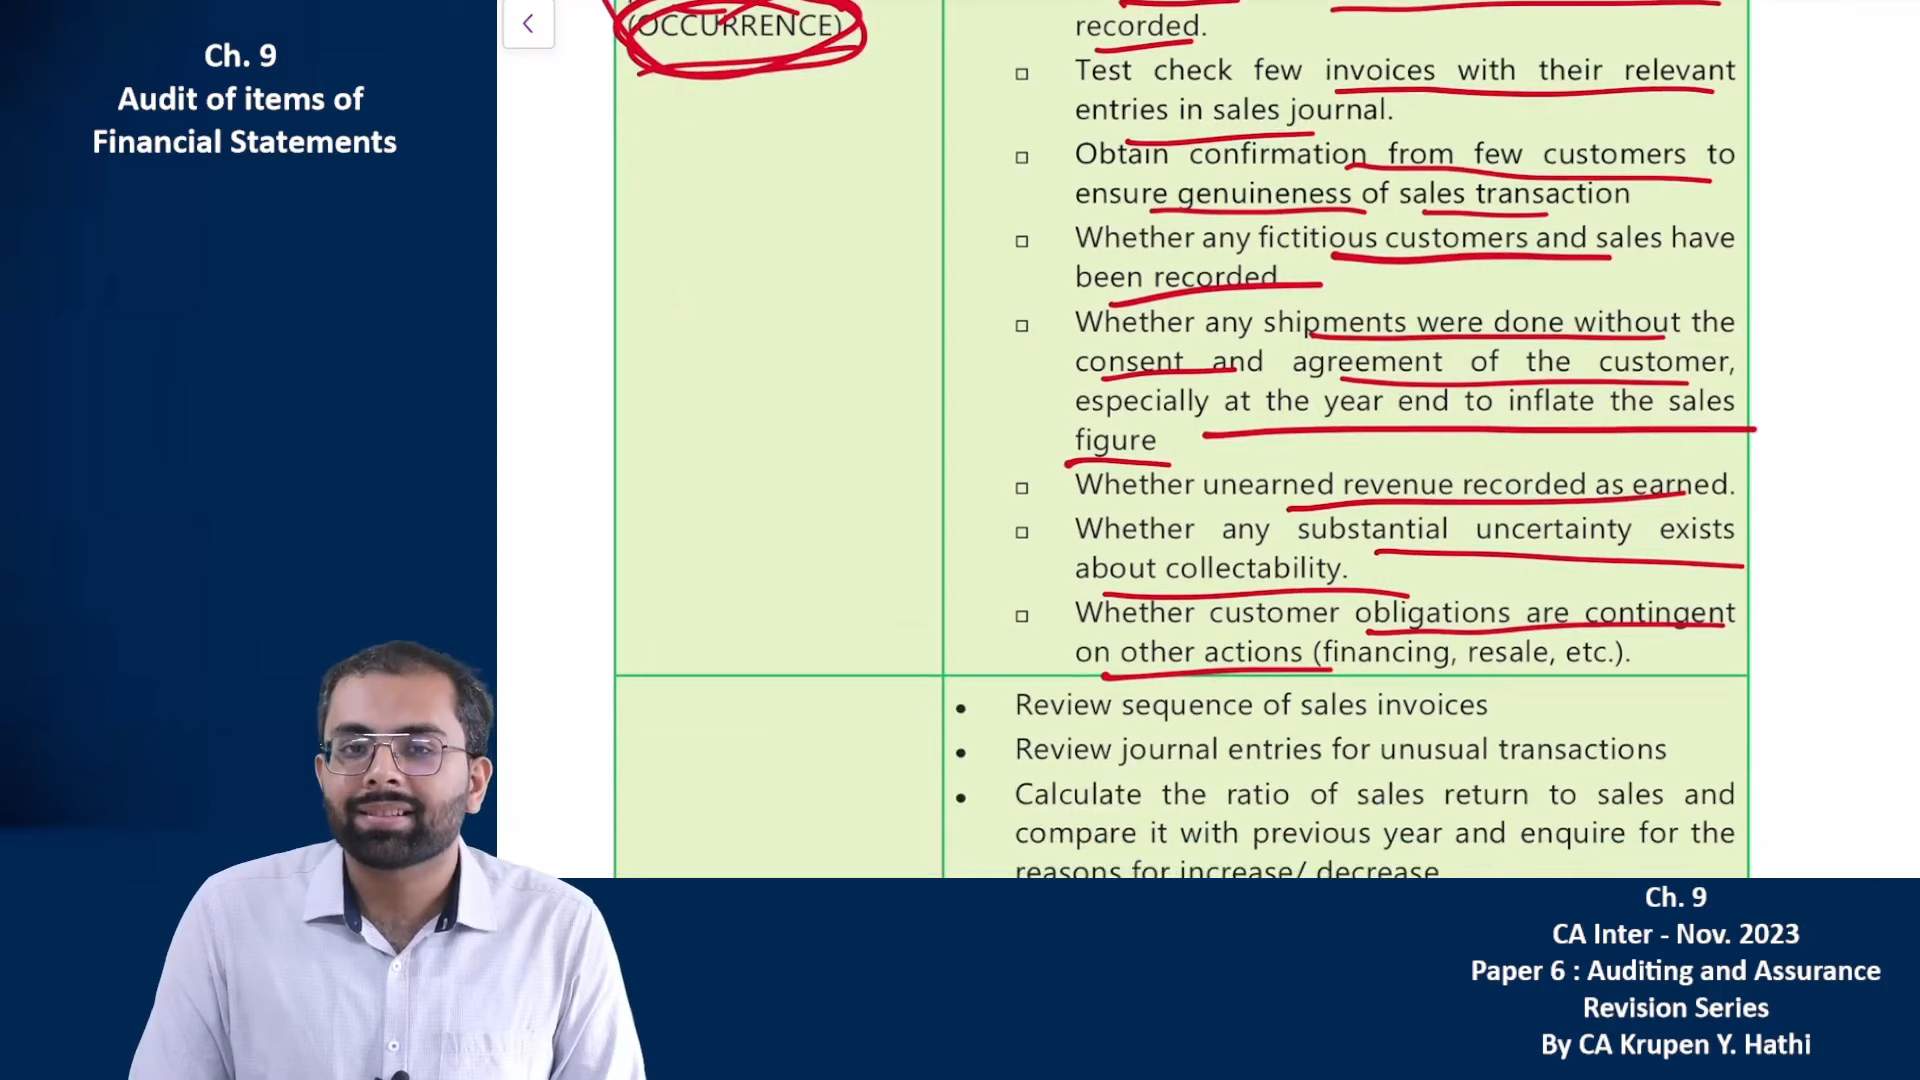 Ch. 9
Audit of items of
Financial Statements
(OCCURRENCE)
recorded.
Test check few invoices with their relevant
entries in sales journal.
Obtain confirmation from few customers to
ensure genuineness of sales transaction
Whether any fictitious customers and sales have
been recorded
Whether any shipments were done without the
consent and agreement of the customer,
especially at the year end to inflate the sales
figure
Whether unearned revenue recorded as earned.
Whether any substantial uncertainty exists
about collectability.
Whether customer obligations are contingent
on other actions (financing, resale, etc.).
Review sequence of sales invoices
Review journal entries for unusual transactions
Calculate the ratio of sales return to sales and
compare it with previous year and enquire for the
reasons for increase/ decrease
Ch. 9
CA Inter - Nov. 2023
Paper 6 : Auditing and Assurance
Revision Series
By CA Krupen Y. Hathi